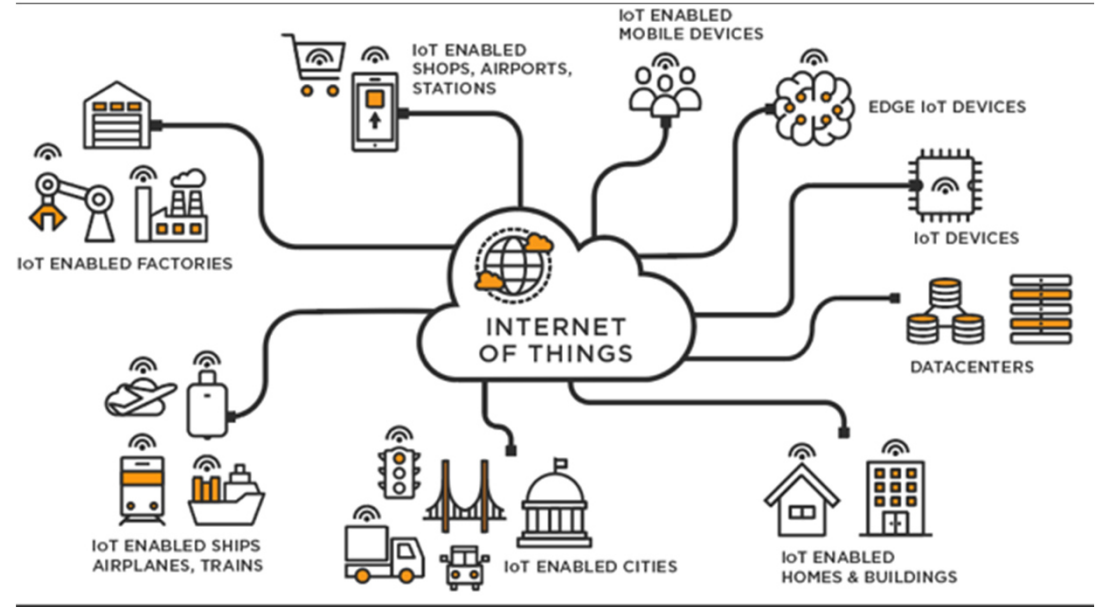 IoT ENABLED
MOBILE DEVICES
IoT ENABLED
SHOPS, AIRPORTS,
STATIONS
EDGE IoT DEVICES
IoT DEVICES
IoT ENABLED FACTORIES
INTERNET
OF THINGS
DATACENTERS
IoT ENABLED SHIPS
AIRPLANES, TRAINS
IoT ENABLED CITIES
IoT ENABLED
HOMES & BUILDINGS